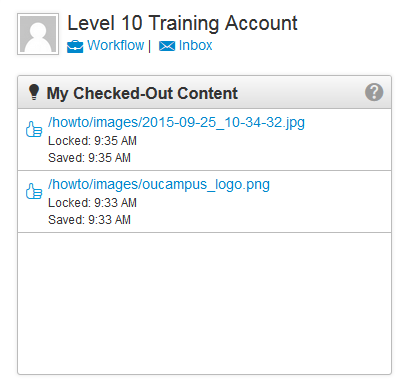 Level 10 Training Account
Workflow | Inbox
My Checked-Out Content ?
/howto/images/2015-09-25_10-34-32.jpg
Locked: 9:35 AM
Saved: 9:35 AM
/howto/images/oucampus_logo.png
Locked: 9:33 AM
Saved: 9:33 AM